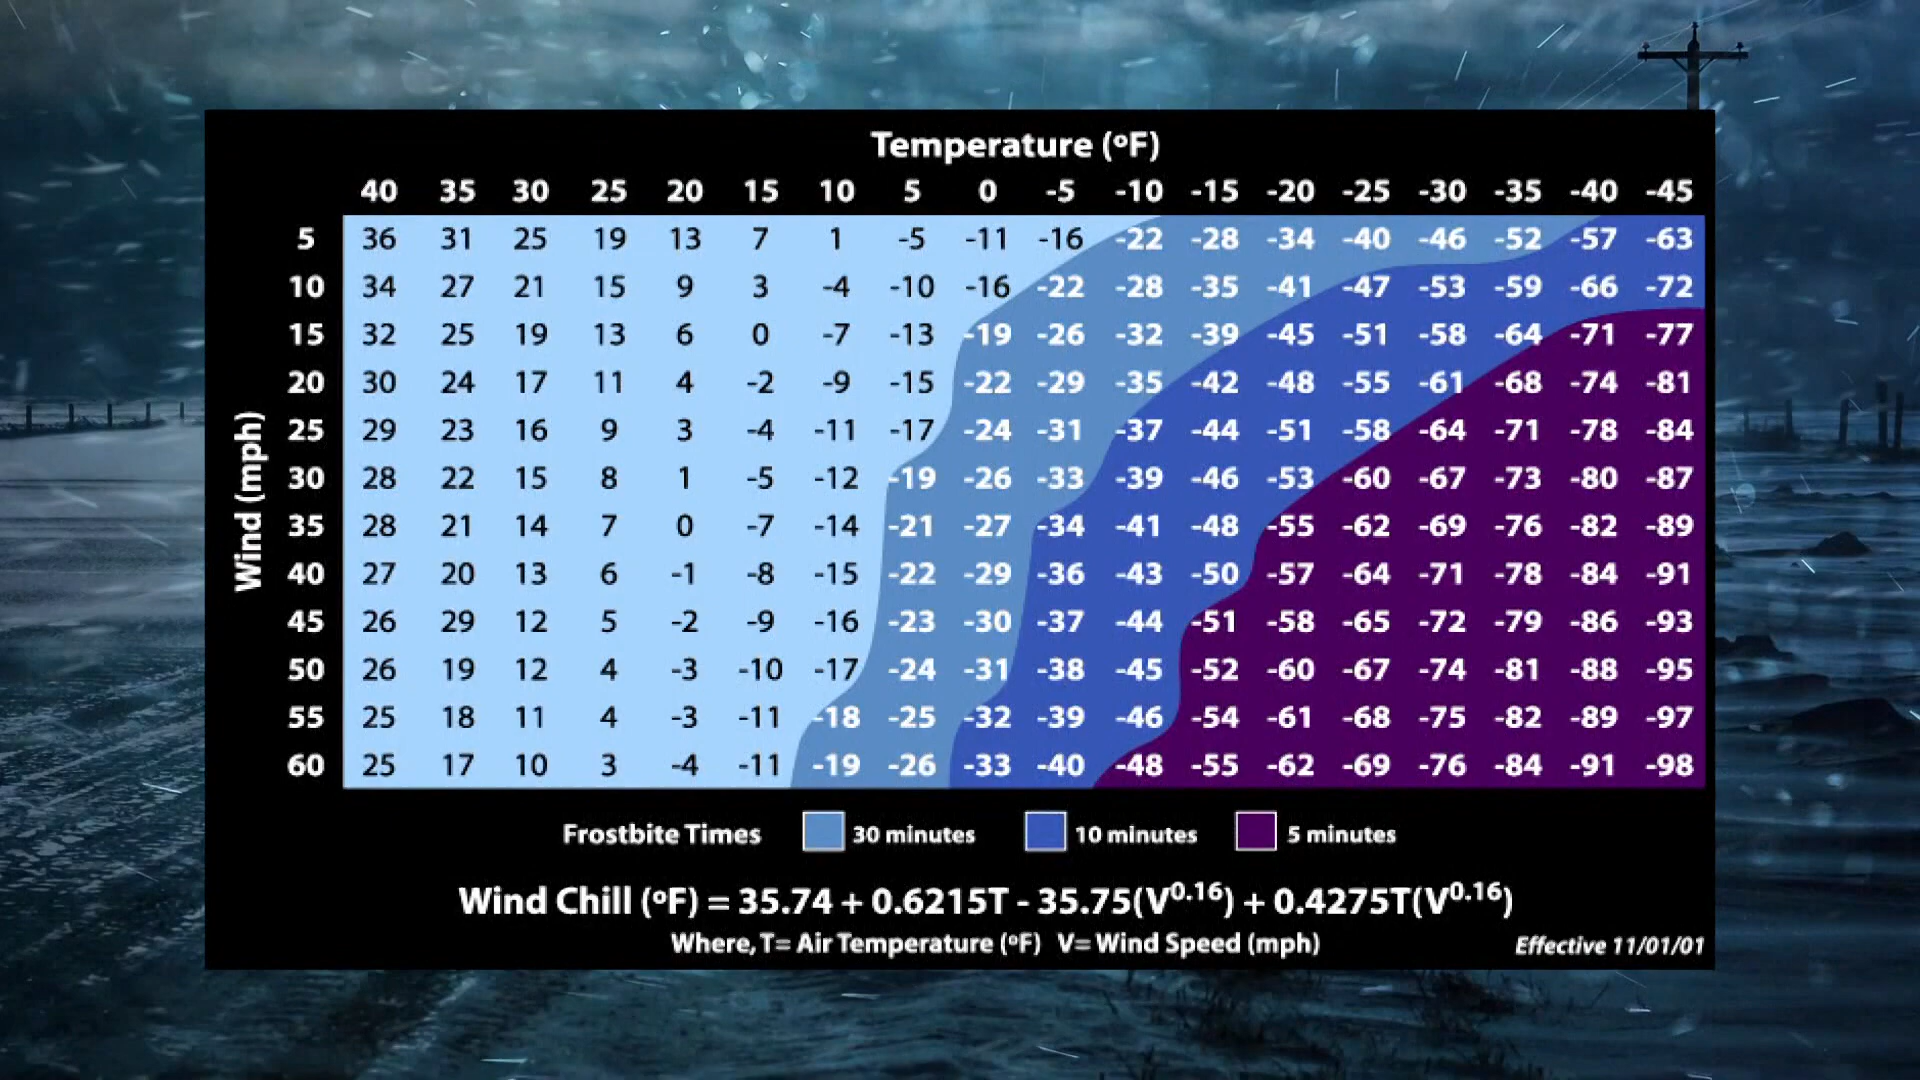 Temperature (ºF)
40 35 30 25 20 15 10 5 0 -5 -10 -15 -20 -25 -30 -35 -40 -45
Wind (mph)
5 36 31 25 19 13 7 1 -5 -11 -16 -22 -28 -34 -40 -46 -52 -57 -63
10 34 27 21 15 9 3 -4 -10 -16 -22 -28 -35 -41 -47 -53 -59 -66 -72
15 32 25 19 13 6 0 -7 -13 -19 -26 -32 -39 -45 -51 -58 -64 -71 -77
20 30 24 17 11 4 -2 -9 -15 -22 -29 -35 -42 -48 -55 -61 -68 -74 -81
25 29 23 16 9 3 -4 -11 -17 -24 -31 -37 -44 -51 -58 -64 -71 -78 -84
30 28 22 15 8 1 -5 -12 -19 -26 -33 -39 -46 -53 -60 -67 -73 -80 -87
35 28 21 14 7 0 -7 -14 -21 -27 -34 -41 -48 -55 -62 -69 -76 -82 -89
40 27 20 13 6 -1 -8 -15 -22 -29 -36 -43 -50 -57 -64 -71 -78 -84 -91
45 26 29 12 5 -2 -9 -16 -23 -30 -37 -44 -51 -58 -65 -72 -79 -86 -93
50 26 19 12 4 -3 -10 -17 -24 -31 -38 -45 -52 -60 -67 -74 -81 -88 -95
55 25 18 11 4 -3 -11 -18 -25 -32 -39 -46 -54 -61 -68 -75 -82 -89 -97
60 25 17 10 3 -4 -11 -19 -26 -33 -40 -48 -55 -62 -69 -76 -84 -91 -98
Frostbite Times 30 minutes 10 minutes 5 minutes
Wind Chill (ºF) = 35.74 + 0.6215T - 35.75(V^0.16) + 0.4275T(V^0.16)
Where, T= Air Temperature (ºF) V= Wind Speed (mph)
Effective 11/01/01